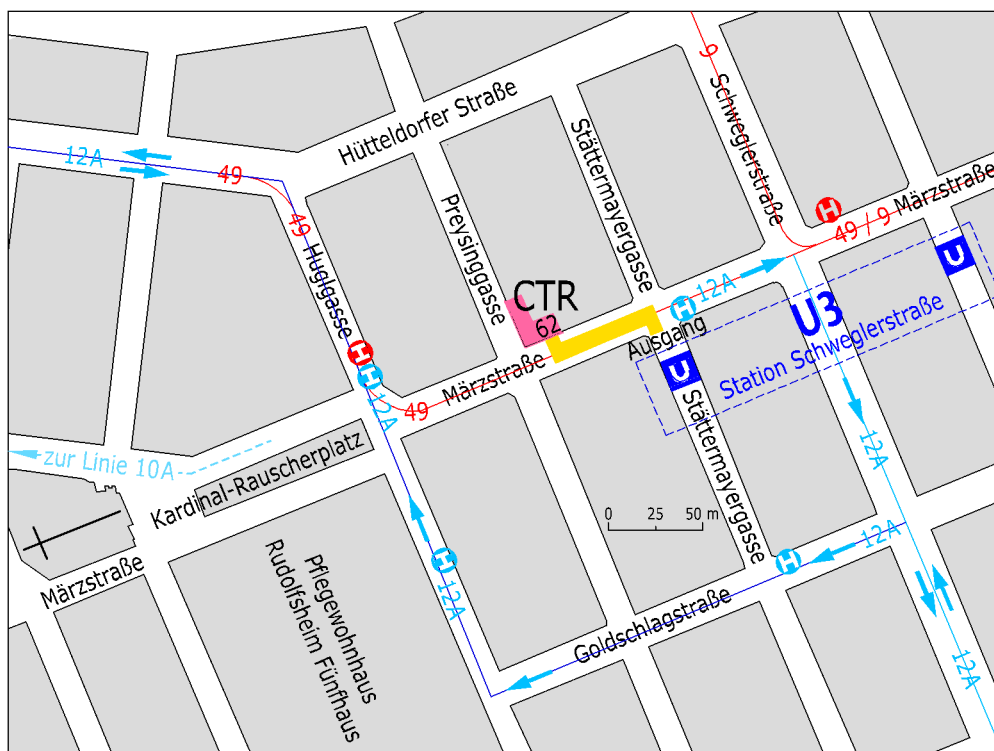 9
Schweglerstraße
Hütteldorfer Straße
Stättermayergasse
12A
49
49
Huglgasse
Preysinggasse
H
49 / 9
Märzstraße
U
12A
H
CTR
62
U3
Station Schweglerstraße
Ausgang
U
H
H
12A
49
Märzstraße
Stättermayergasse
zur Linie 10A
Kardinal-Rauscherplatz
12A
0 25 50 m
12A
H
H
12A
Märzstraße
Pflegewohnhaus
Rudolfsheim Fünfhaus
Goldschlagstraße
12A